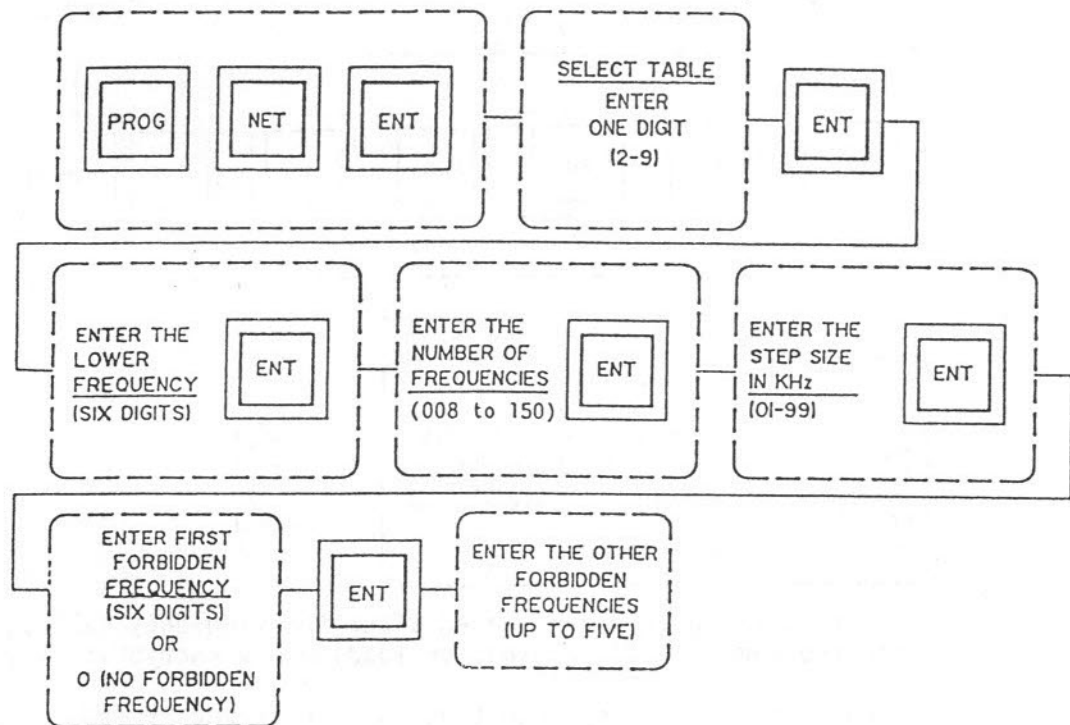 PROG
NET
ENT
SELECT TABLE
ENTER
ONE DIGIT
(2-9)
ENT
ENTER THE
LOWER
FREQUENCY
(SIX DIGITS)
ENT
ENTER THE
NUMBER OF
FREQUENCIES
(008 to 150)
ENT
ENTER THE
STEP SIZE
IN KHz
(01-99)
ENT
ENTER FIRST
FORBIDDEN
FREQUENCY
(SIX DIGITS)
OR
0 (NO FORBIDDEN
FREQUENCY)
ENT
ENTER THE OTHER
FORBIDDEN
FREQUENCIES
(UP TO FIVE)